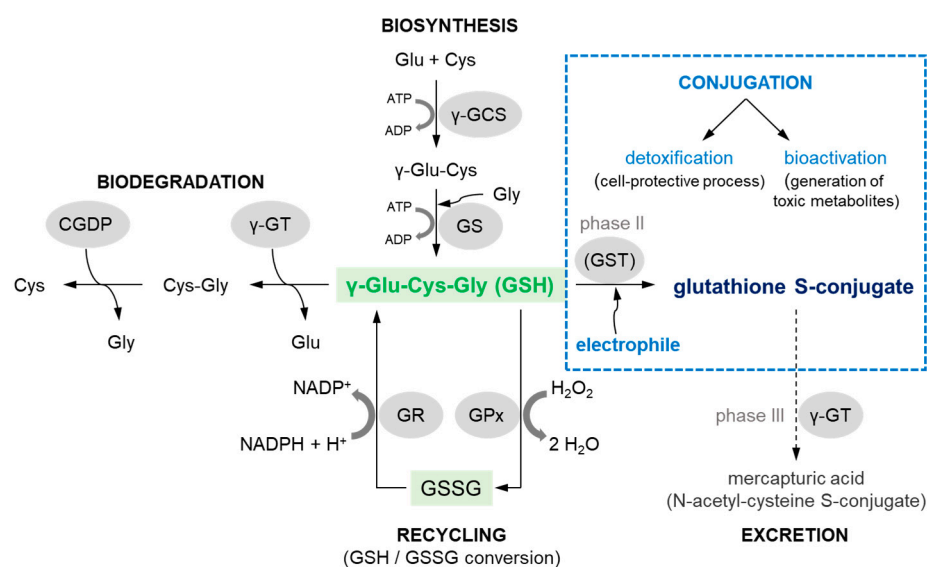 BIOSYNTHESIS
Glu + Cys
ATP
ADP
γ-GCS
γ-Glu-Cys
Gly
ATP
ADP
GS
BIODEGRADATION
CGDP
γ-GT
Cys
Cys-Gly
γ-Glu-Cys-Gly (GSH)
Gly
Glu
CONJUGATION
detoxification
(cell-protective process)
bioactivation
(generation of
toxic metabolites)
phase II
(GST)
glutathione S-conjugate
electrophile
NADP⁺
NADPH + H⁺
GR
GPx
H₂O₂
2 H₂O
GSSG
RECYCLING
(GSH / GSSG conversion)
phase III
γ-GT
mercapturic acid
(N-acetyl-cysteine S-conjugate)
EXCRETION